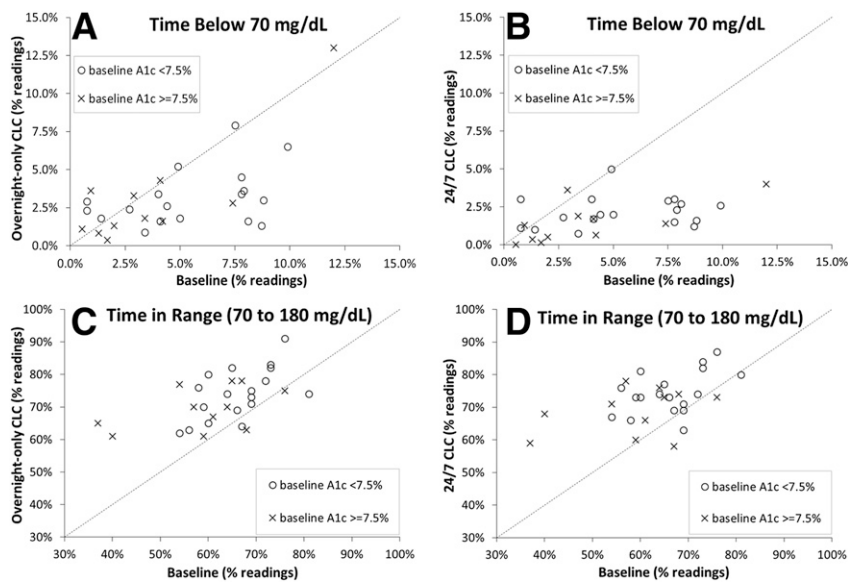 A
Time Below 70 mg/dL
15.0%
12.5%
10.0%
7.5%
5.0%
2.5%
0.0%
Overnight-only CLC (% readings)
baseline A1c <7.5%
baseline A1c >=7.5%
0.0% 2.5% 5.0% 7.5% 10.0% 12.5% 15.0%
Baseline (% readings)
B
Time Below 70 mg/dL
15.0%
12.5%
10.0%
7.5%
5.0%
2.5%
0.0%
24/7 CLC (% readings)
baseline A1c <7.5%
baseline A1c >=7.5%
0.0% 2.5% 5.0% 7.5% 10.0% 12.5% 15.0%
Baseline (% readings)
C
Time in Range (70 to 180 mg/dL)
100%
90%
80%
70%
60%
50%
40%
30%
Overnight-only CLC (% readings)
baseline A1c <7.5%
baseline A1c >=7.5%
30% 40% 50% 60% 70% 80% 90% 100%
Baseline (% readings)
D
Time in Range (70 to 180 mg/dL)
100%
90%
80%
70%
60%
50%
40%
30%
24/7 CLC (% readings)
baseline A1c <7.5%
baseline A1c >=7.5%
30% 40% 50% 60% 70% 80% 90% 100%
Baseline (% readings)